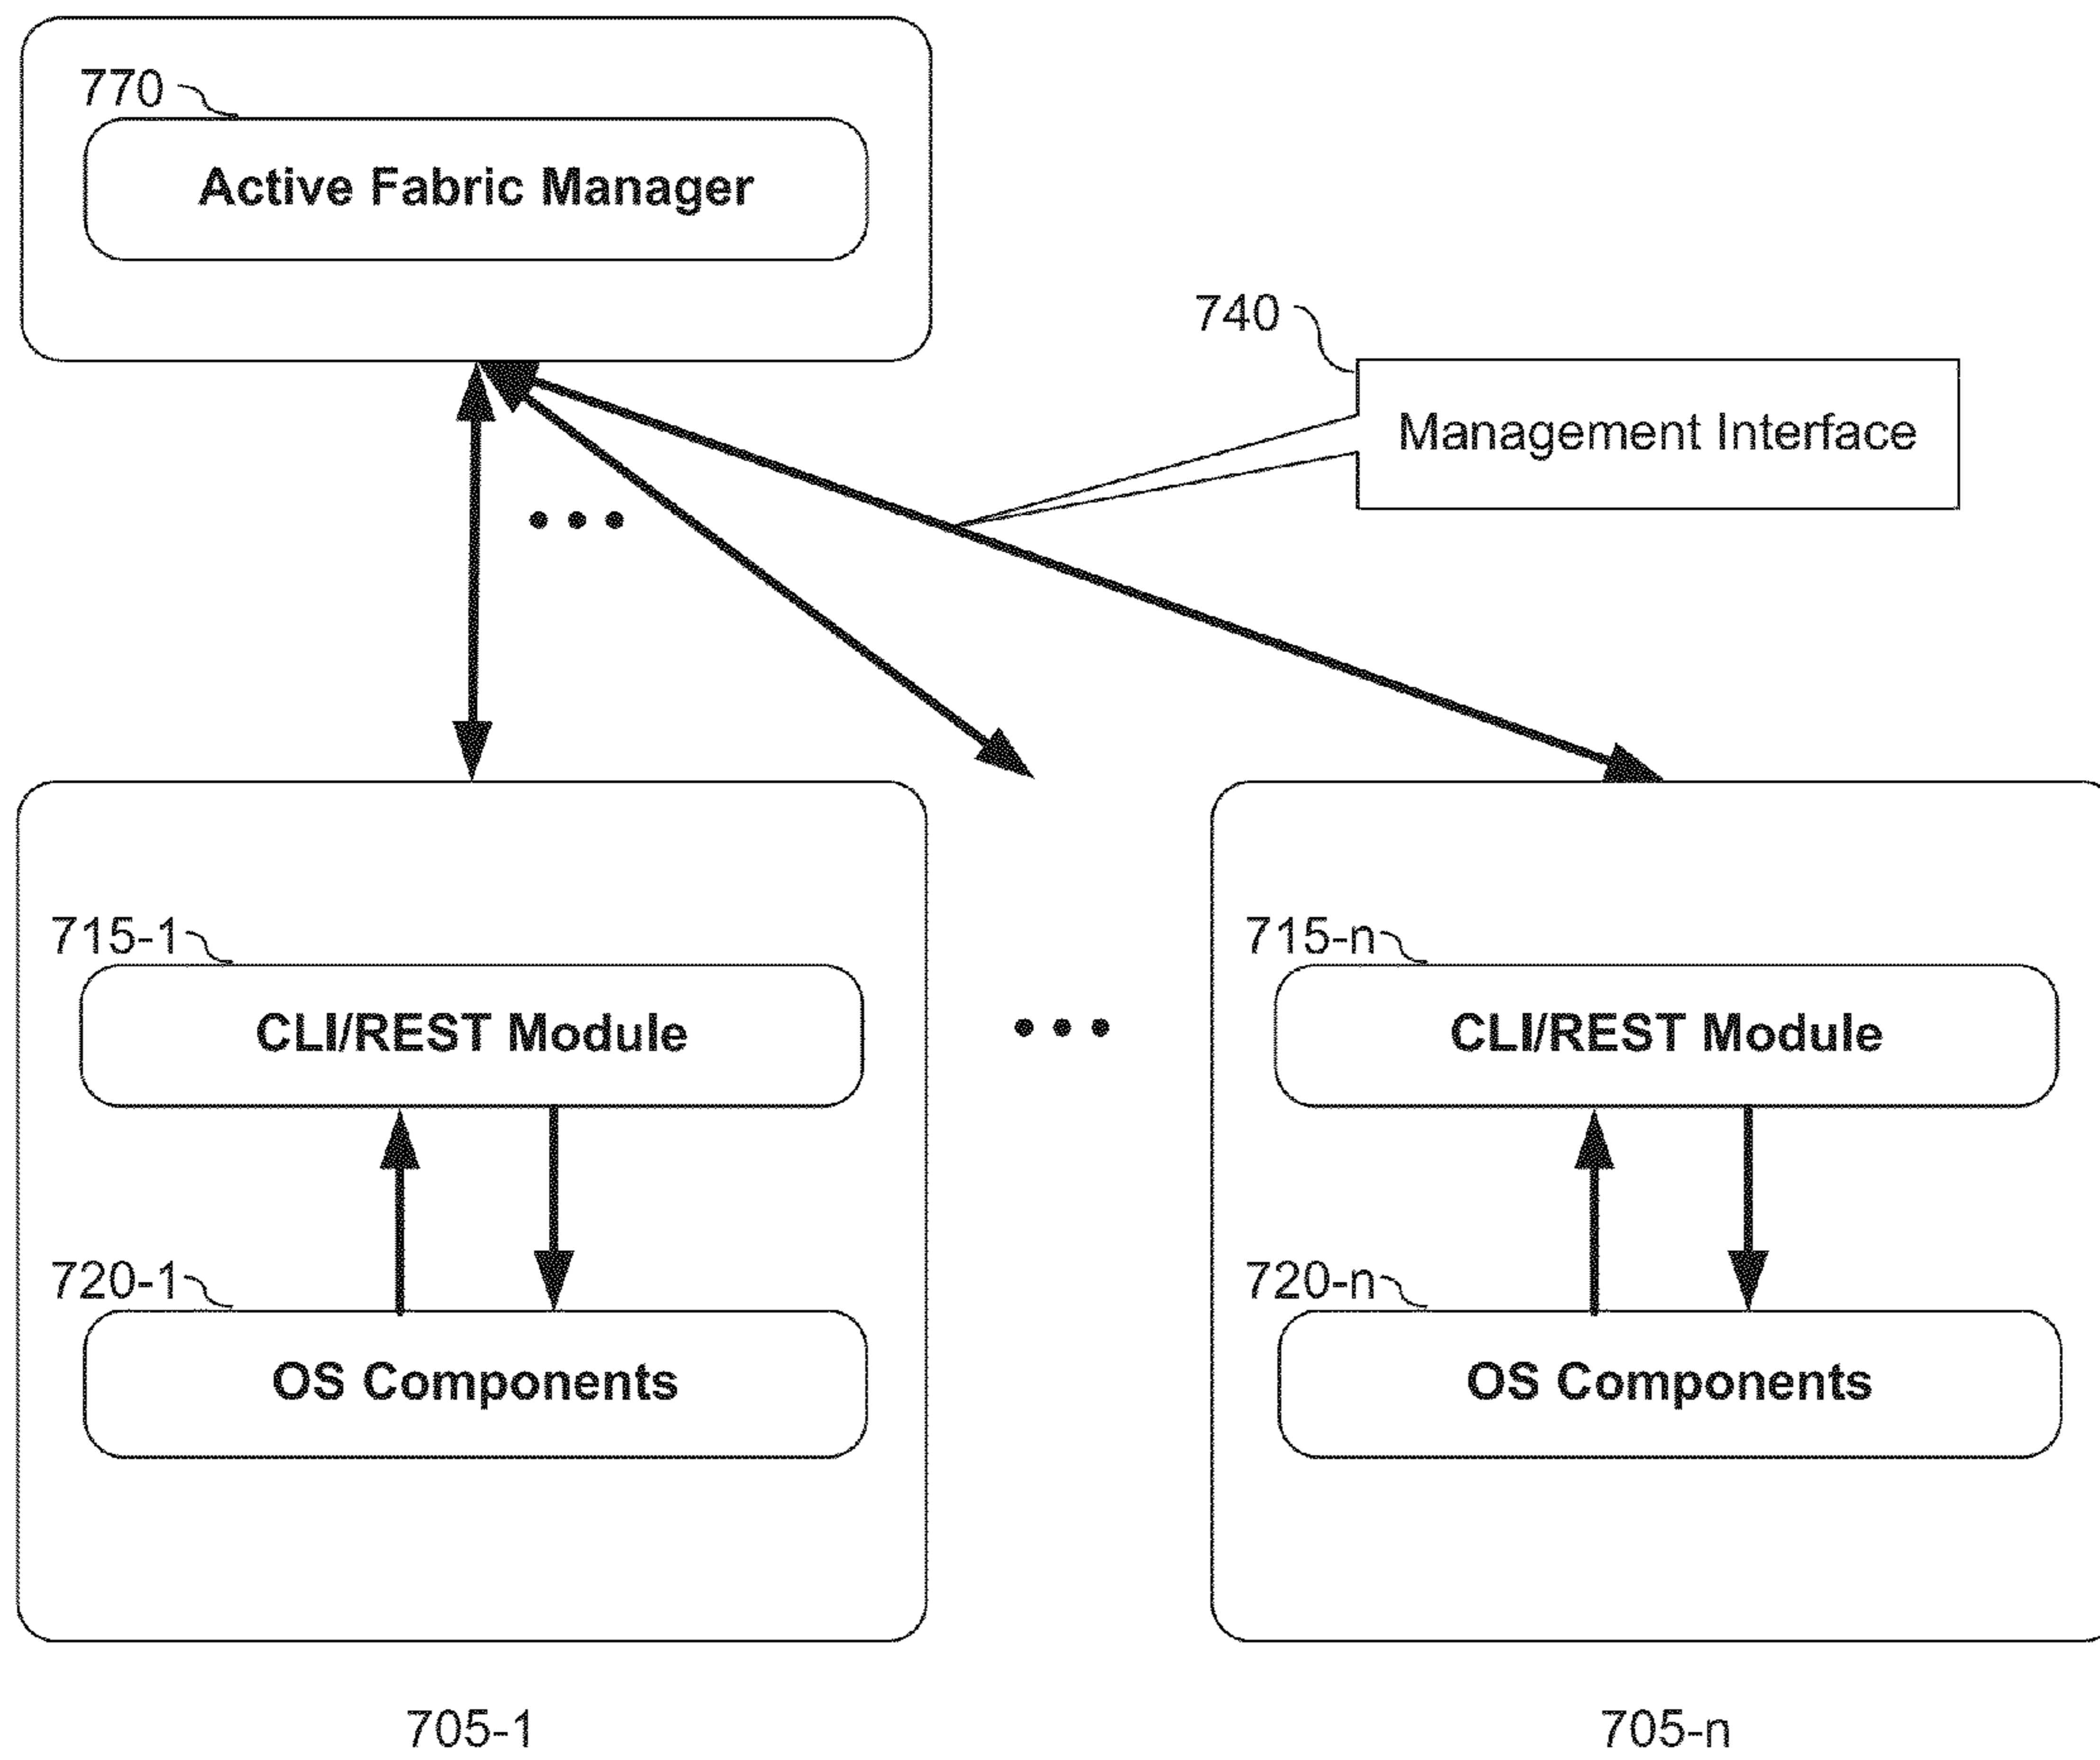 770
Active Fabric Manager
740
Management Interface
715-1
CLI/REST Module
720-1
OS Components
705-1
715-n
CLI/REST Module
720-n
OS Components
705-n